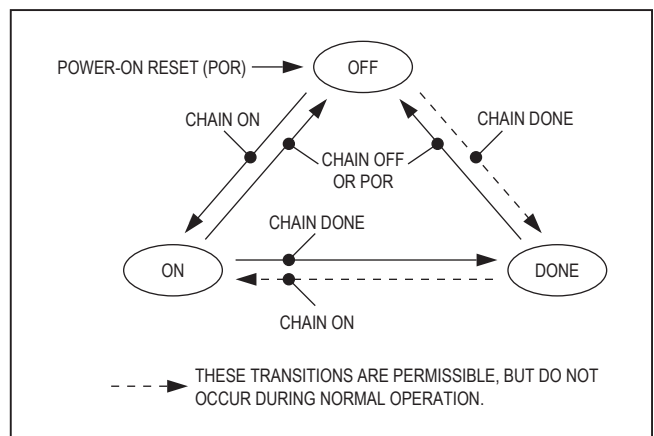 POWER-ON RESET (POR)
OFF
CHAIN ON
CHAIN DONE
CHAIN OFF
OR POR
CHAIN DONE
ON
DONE
CHAIN ON
THESE TRANSITIONS ARE PERMISSIBLE, BUT DO NOT
OCCUR DURING NORMAL OPERATION.